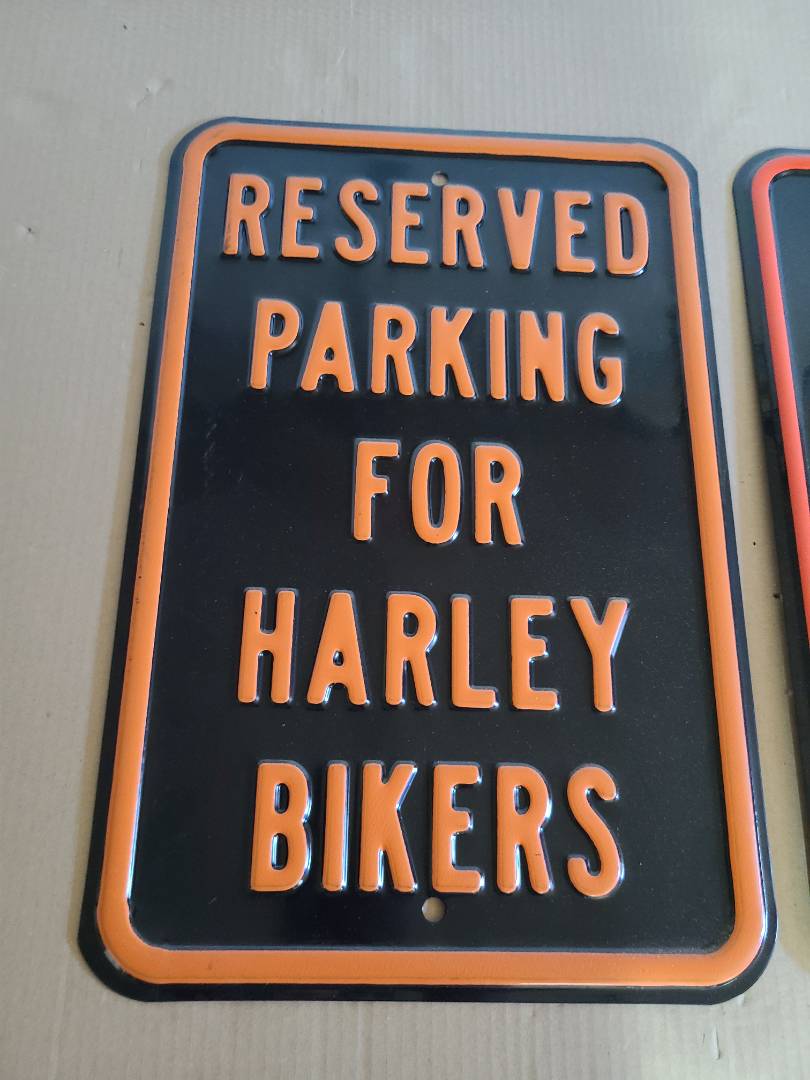 RESERVED
PARKING
FOR
HARLEY
BIKERS